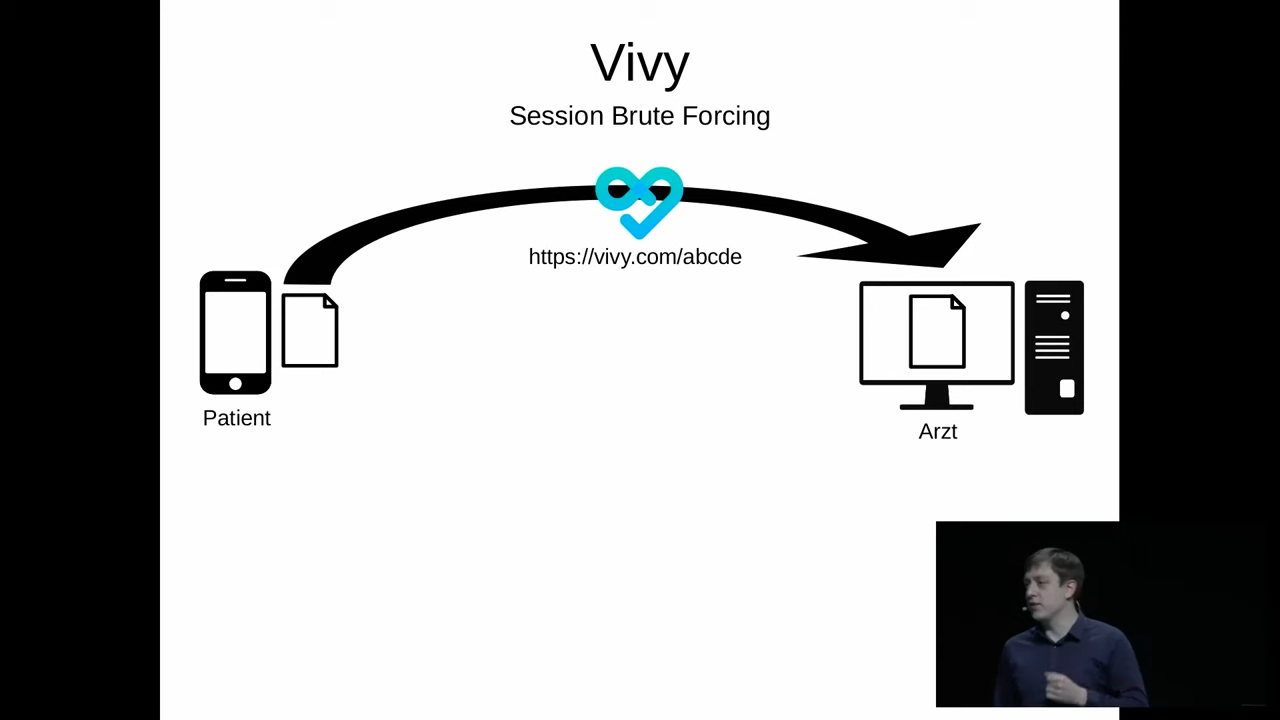 Vivy
Session Brute Forcing
https://vivy.com/abcde
Patient
Arzt